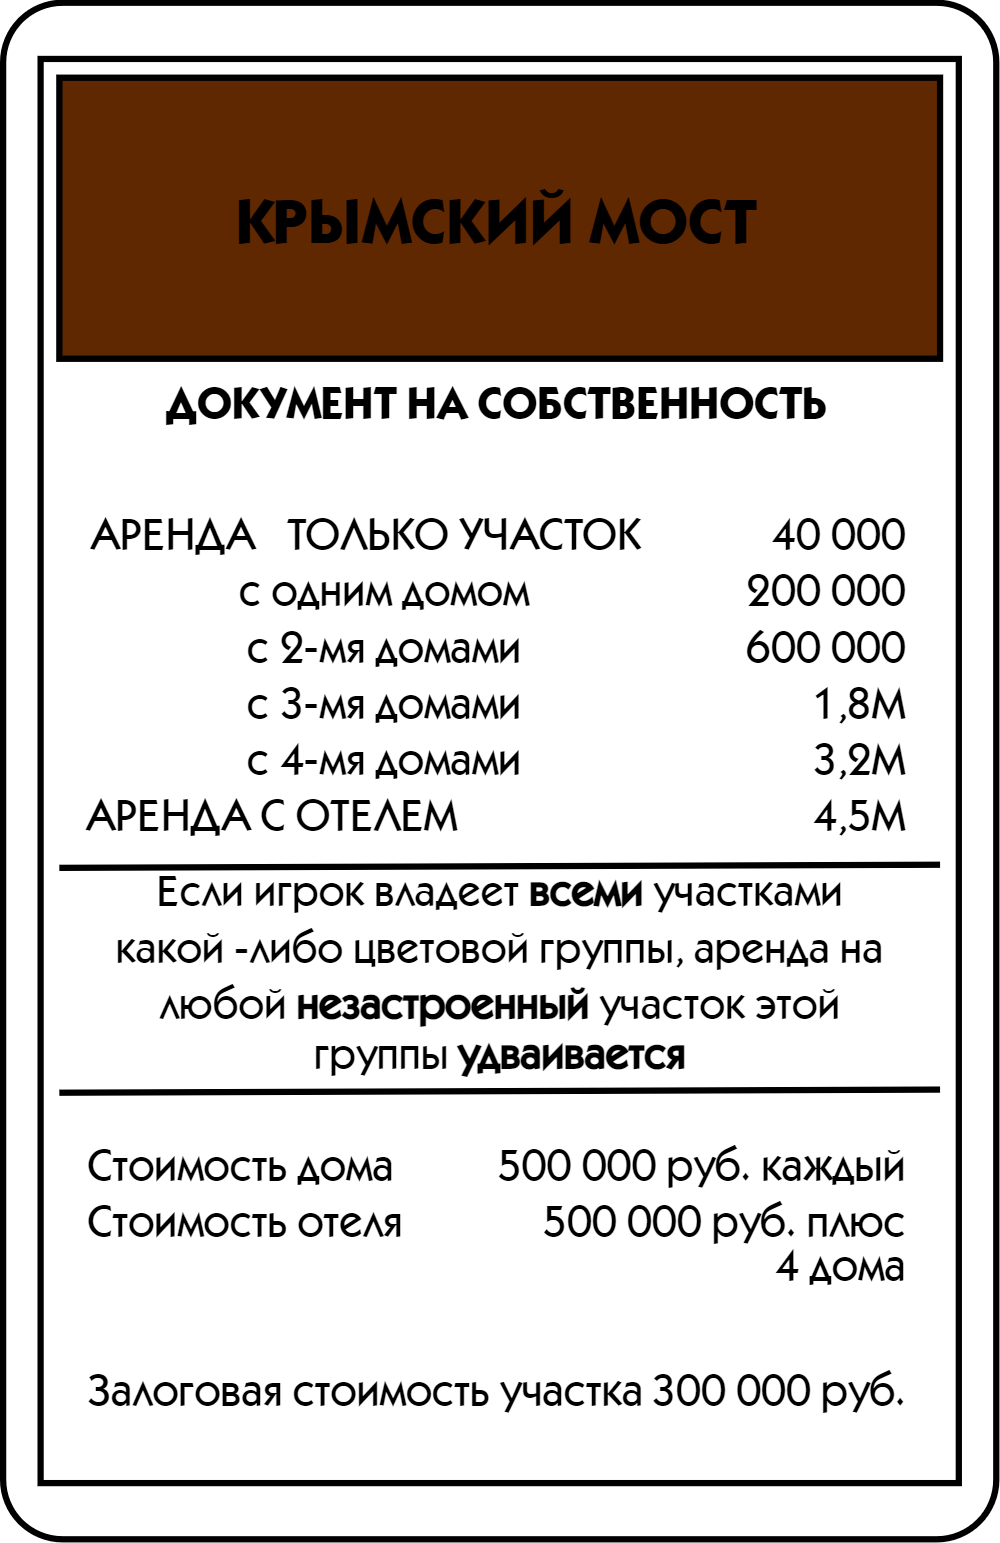 КРЫМСКИЙ МОСТ
ДОКУМЕНТ НА СОБСТВЕННОСТЬ
АРЕНДА ТОЛЬКО УЧАСТОК 40 000
с одним домом 200 000
с 2-мя домами 600 000
с 3-мя домами 1,8М
с 4-мя домами 3,2М
АРЕНДА С ОТЕЛЕМ 4,5М
Если игрок владеет всеми участками
какой -либо цветовой группы, аренда на
любой незастроенный участок этой
группы удваивается
Стоимость дома 500 000 руб. каждый
Стоимость отеля 500 000 руб. плюс
4 дома
Залоговая стоимость участка 300 000 руб.